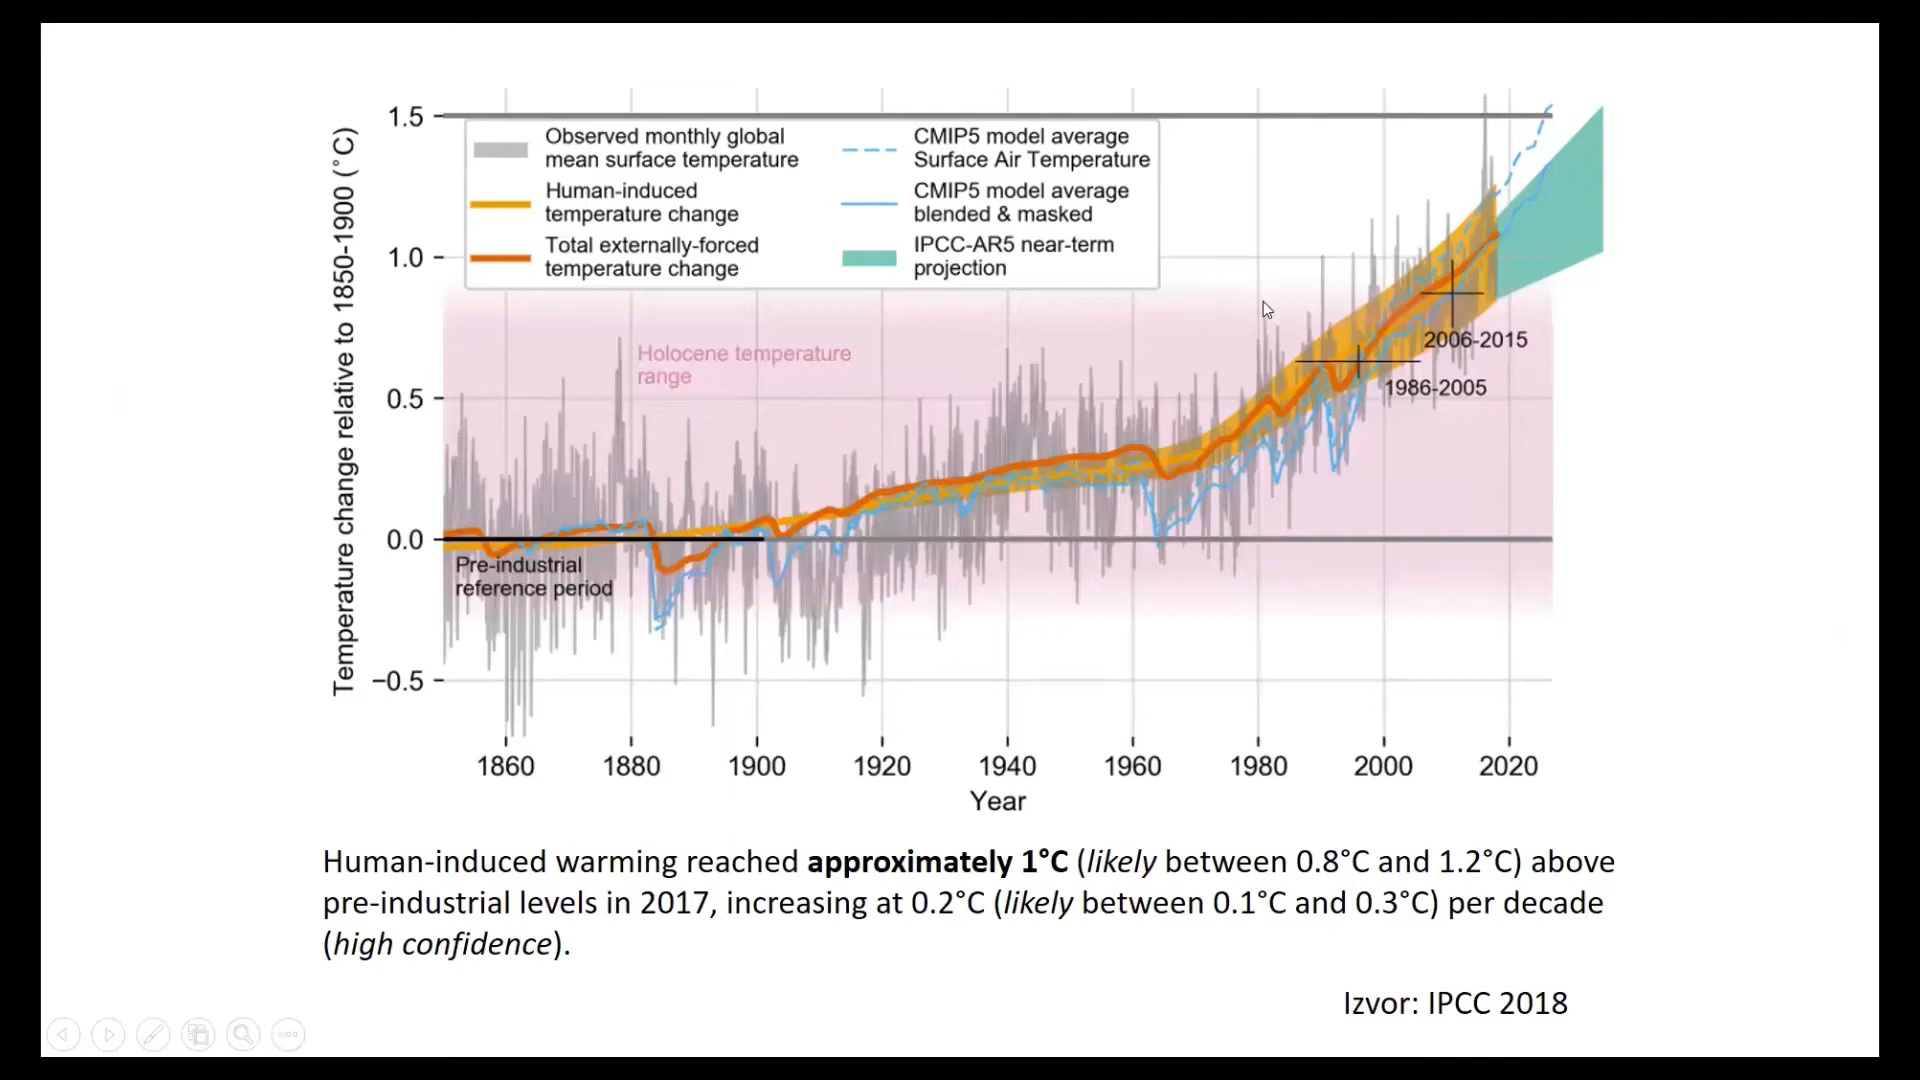 Temperature change relative to 1850-1900 (°C)
1.5
1.0
0.5
0.0
−0.5
Observed monthly global
mean surface temperature
Human-induced
temperature change
Total externally-forced
temperature change
CMIP5 model average
Surface Air Temperature
CMIP5 model average
blended & masked
IPCC-AR5 near-term
projection
Holocene temperature
range
2006-2015
1986-2005
Pre-industrial
reference period
1860 1880 1900 1920 1940 1960 1980 2000 2020
Year
Human-induced warming reached approximately 1°C (likely between 0.8°C and 1.2°C) above
pre-industrial levels in 2017, increasing at 0.2°C (likely between 0.1°C and 0.3°C) per decade
(high confidence).
Izvor: IPCC 2018